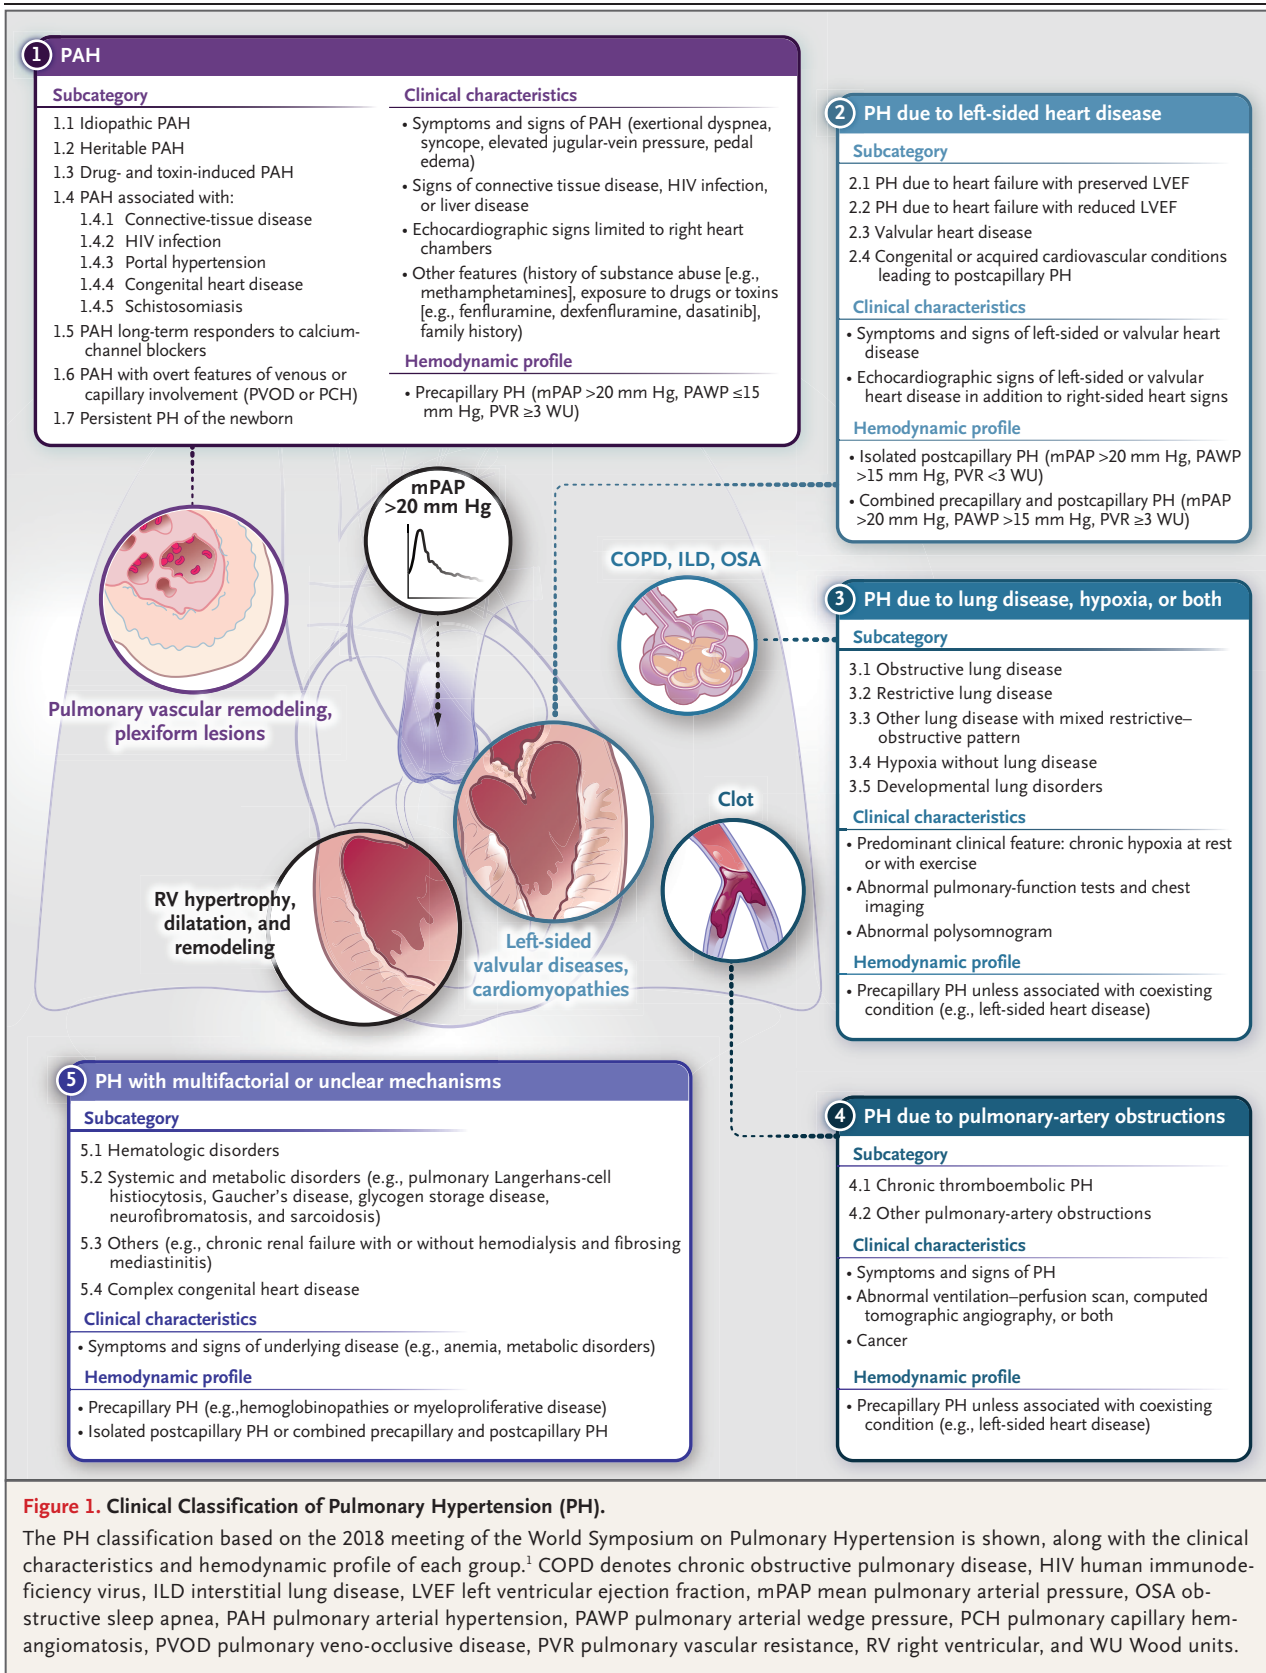 1 PAH
Subcategory
1.1 Idiopathic PAH
1.2 Heritable PAH
1.3 Drug- and toxin-induced PAH
1.4 PAH associated with:
1.4.1 Connective-tissue disease
1.4.2 HIV infection
1.4.3 Portal hypertension
1.4.4 Congenital heart disease
1.4.5 Schistosomiasis
1.5 PAH long-term responders to calcium-
channel blockers
1.6 PAH with overt features of venous or
capillary involvement (PVOD or PCH)
1.7 Persistent PH of the newborn
Clinical characteristics
• Symptoms and signs of PAH (exertional dyspnea,
syncope, elevated jugular-vein pressure, pedal
edema)
• Signs of connective tissue disease, HIV infection,
or liver disease
• Echocardiographic signs limited to right heart
chambers
• Other features (history of substance abuse [e.g.,
methamphetamines], exposure to drugs or toxins
[e.g., fenfluramine, dexfenfluramine, dasatinib],
family history)
Hemodynamic profile
• Precapillary PH (mPAP >20 mm Hg, PAWP ≤15
mm Hg, PVR ≥3 WU)
2 PH due to left-sided heart disease
Subcategory
2.1 PH due to heart failure with preserved LVEF
2.2 PH due to heart failure with reduced LVEF
2.3 Valvular heart disease
2.4 Congenital or acquired cardiovascular conditions
leading to postcapillary PH
Clinical characteristics
• Symptoms and signs of left-sided or valvular heart
disease
• Echocardiographic signs of left-sided or valvular
heart disease in addition to right-sided heart signs
Hemodynamic profile
• Isolated postcapillary PH (mPAP >20 mm Hg, PAWP
>15 mm Hg, PVR <3 WU)
• Combined precapillary and postcapillary PH (mPAP
>20 mm Hg, PAWP >15 mm Hg, PVR ≥3 WU)
mPAP
>20 mm Hg
COPD, ILD, OSA
Pulmonary vascular remodeling,
plexiform lesions
Clot
RV hypertrophy,
dilatation, and
remodeling
Left-sided
valvular diseases,
cardiomyopathies
3 PH due to lung disease, hypoxia, or both
Subcategory
3.1 Obstructive lung disease
3.2 Restrictive lung disease
3.3 Other lung disease with mixed restrictive–
obstructive pattern
3.4 Hypoxia without lung disease
3.5 Developmental lung disorders
Clinical characteristics
• Predominant clinical feature: chronic hypoxia at rest
or with exercise
• Abnormal pulmonary-function tests and chest
imaging
• Abnormal polysomnogram
Hemodynamic profile
• Precapillary PH unless associated with coexisting
condition (e.g., left-sided heart disease)
5 PH with multifactorial or unclear mechanisms
Subcategory
5.1 Hematologic disorders
5.2 Systemic and metabolic disorders (e.g., pulmonary Langerhans-cell
histiocytosis, Gaucher's disease, glycogen storage disease,
neurofibromatosis, and sarcoidosis)
5.3 Others (e.g., chronic renal failure with or without hemodialysis and fibrosing
mediastinitis)
5.4 Complex congenital heart disease
Clinical characteristics
• Symptoms and signs of underlying disease (e.g., anemia, metabolic disorders)
Hemodynamic profile
• Precapillary PH (e.g.,hemoglobinopathies or myeloproliferative disease)
• Isolated postcapillary PH or combined precapillary and postcapillary PH
4 PH due to pulmonary-artery obstructions
Subcategory
4.1 Chronic thromboembolic PH
4.2 Other pulmonary-artery obstructions
Clinical characteristics
• Symptoms and signs of PH
• Abnormal ventilation–perfusion scan, computed
tomographic angiography, or both
• Cancer
Hemodynamic profile
• Precapillary PH unless associated with coexisting
condition (e.g., left-sided heart disease)
Figure 1. Clinical Classification of Pulmonary Hypertension (PH).
The PH classification based on the 2018 meeting of the World Symposium on Pulmonary Hypertension is shown, along with the clinical
characteristics and hemodynamic profile of each group.1 COPD denotes chronic obstructive pulmonary disease, HIV human immunode-
ficiency virus, ILD interstitial lung disease, LVEF left ventricular ejection fraction, mPAP mean pulmonary arterial pressure, OSA ob-
structive sleep apnea, PAH pulmonary arterial hypertension, PAWP pulmonary arterial wedge pressure, PCH pulmonary capillary hem-
angiomatosis, PVOD pulmonary veno-occlusive disease, PVR pulmonary vascular resistance, RV right ventricular, and WU Wood units.